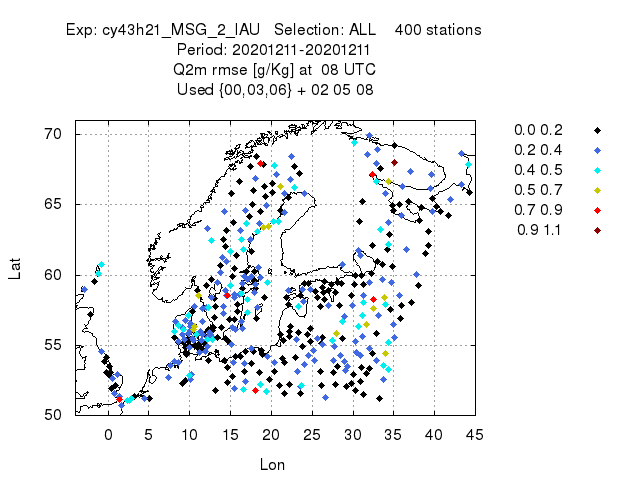 Exp: cy43h21_MSG_2_IAU   Selection: ALL    400 stations
Period: 20201211-20201211
Q2m rmse [g/Kg] at  08 UTC
Used {00,03,06} + 02 05 08
70
65
60
55
50
Lat
0 5 10 15 20 25 30 35 40 45
Lon
0.0 0.2
0.2 0.4
0.4 0.5
0.5 0.7
0.7 0.9
0.9 1.1